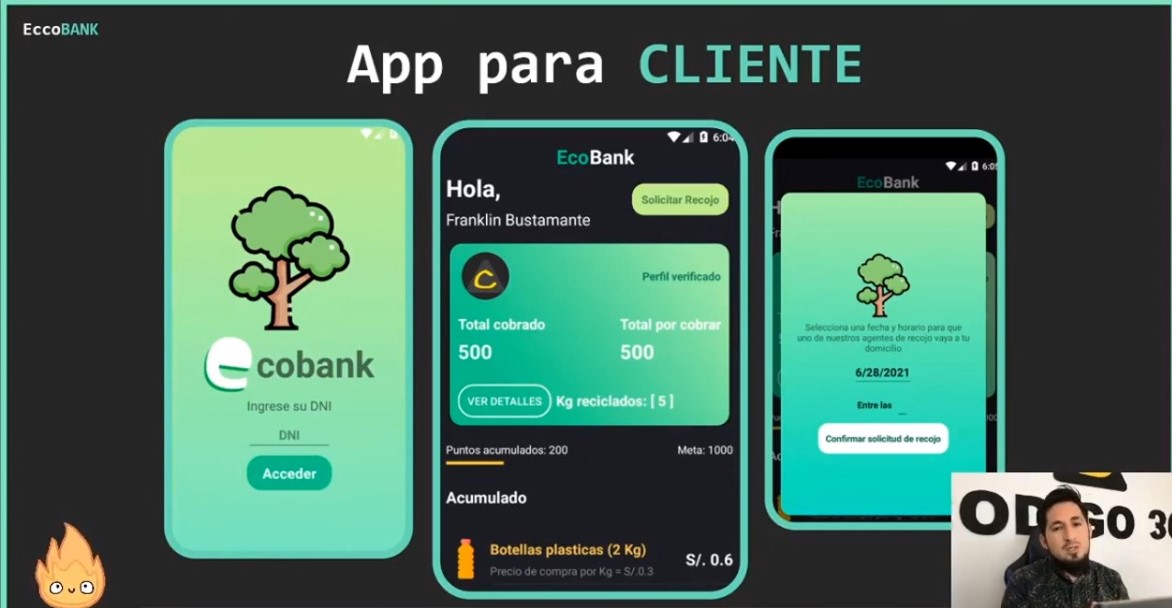 EccoBANK
App para CLIENTE
ecobank
Ingrese su DNI
DNI
Acceder
6:04
EcoBank
Hola,
Solicitar Recojo
Franklin Bustamante
C
Perfil verificado
Total cobrado
Total por cobrar
500
500
VER DETALLES
Kg reciclados: [ 5 ]
Puntos acumulados: 200
Meta: 1000
Acumulado
Botellas plasticas (2 Kg)
S/. 0.6
Precio de compra por Kg = S/.0.3
EcoBank
Selecciona una fecha y horario para que
uno de nuestros agentes de recojo vaya a tu
domicilio
6/28/2021
Entre las
Confirmar solicitud de recojo